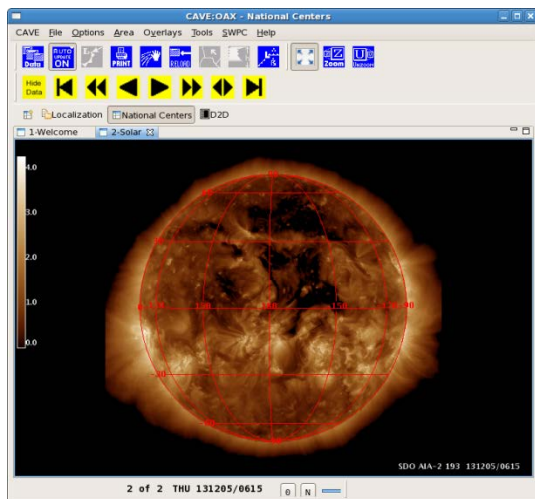 CAVE:OAX - National Centers
CAVE File Options Area Overlays Tools SWPC Help
Data AUTO UPDATE ON PRINT RELOAD Zoom Unzoom
Hide Data
Localization National Centers D2D
1-Welcome 2-Solar
4.0
3.0
2.0
1.0
0.0
SDO AIA-2 193 131205/0615
2 of 2 THU 131205/0615 0 N